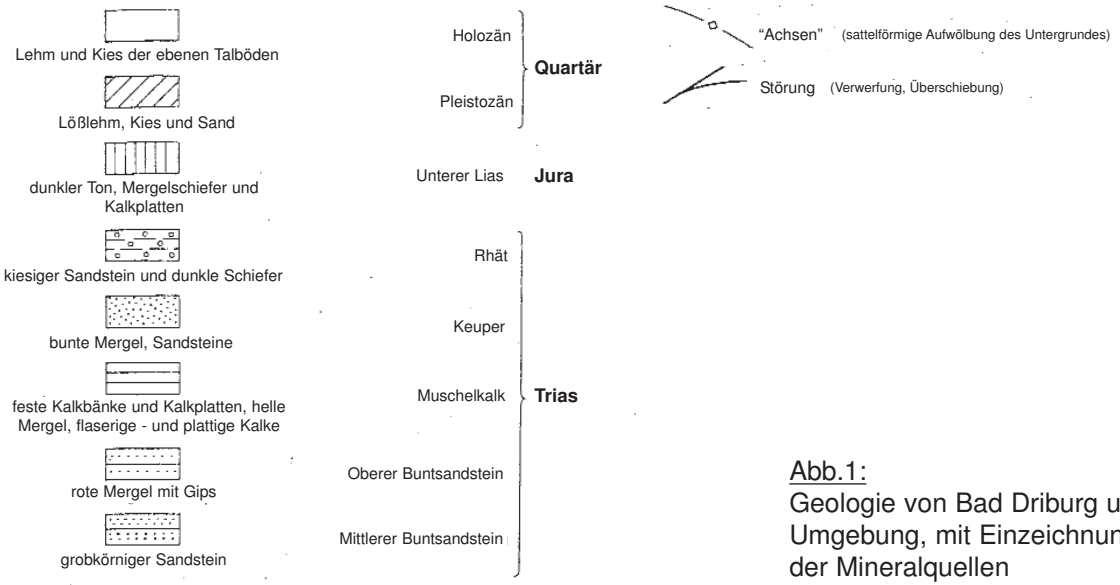 Lehm und Kies der ebenen Talböden
Lößlehm, Kies und Sand
dunkler Ton, Mergelschiefer und
Kalkplatten
kiesiger Sandstein und dunkle Schiefer
bunte Mergel, Sandsteine
feste Kalkbänke und Kalkplatten, helle
Mergel, flaserige - und plattige Kalke
rote Mergel mit Gips
grobkörniger Sandstein
Holozän
Quartär
Pleistozän
Unterer Lias Jura
Rhät
Keuper
Muschelkalk Trias
Oberer Buntsandstein
Mittlerer Buntsandstein
"Achsen" (sattelförmige Aufwölbung des Untergrundes)
Störung (Verwerfung, Überschiebung)
Abb.1:
Geologie von Bad Driburg u
Umgebung, mit Einzeichnun
der Mineralquellen